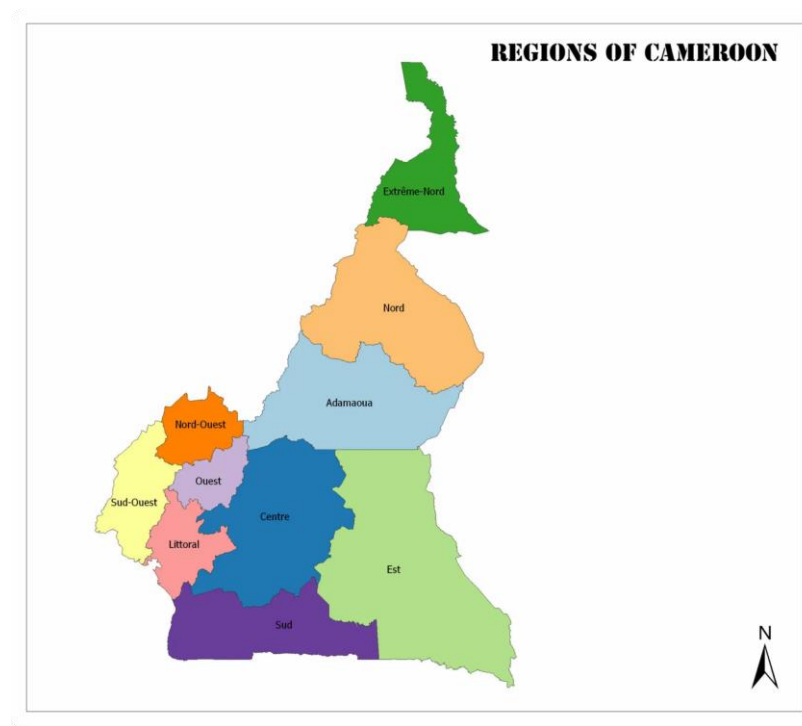 REGIONS OF CAMEROON
Extrême-Nord
Nord
Adamaoua
Nord-Ouest
Ouest
Sud-Ouest
Centre
Littoral
Est
Sud
N